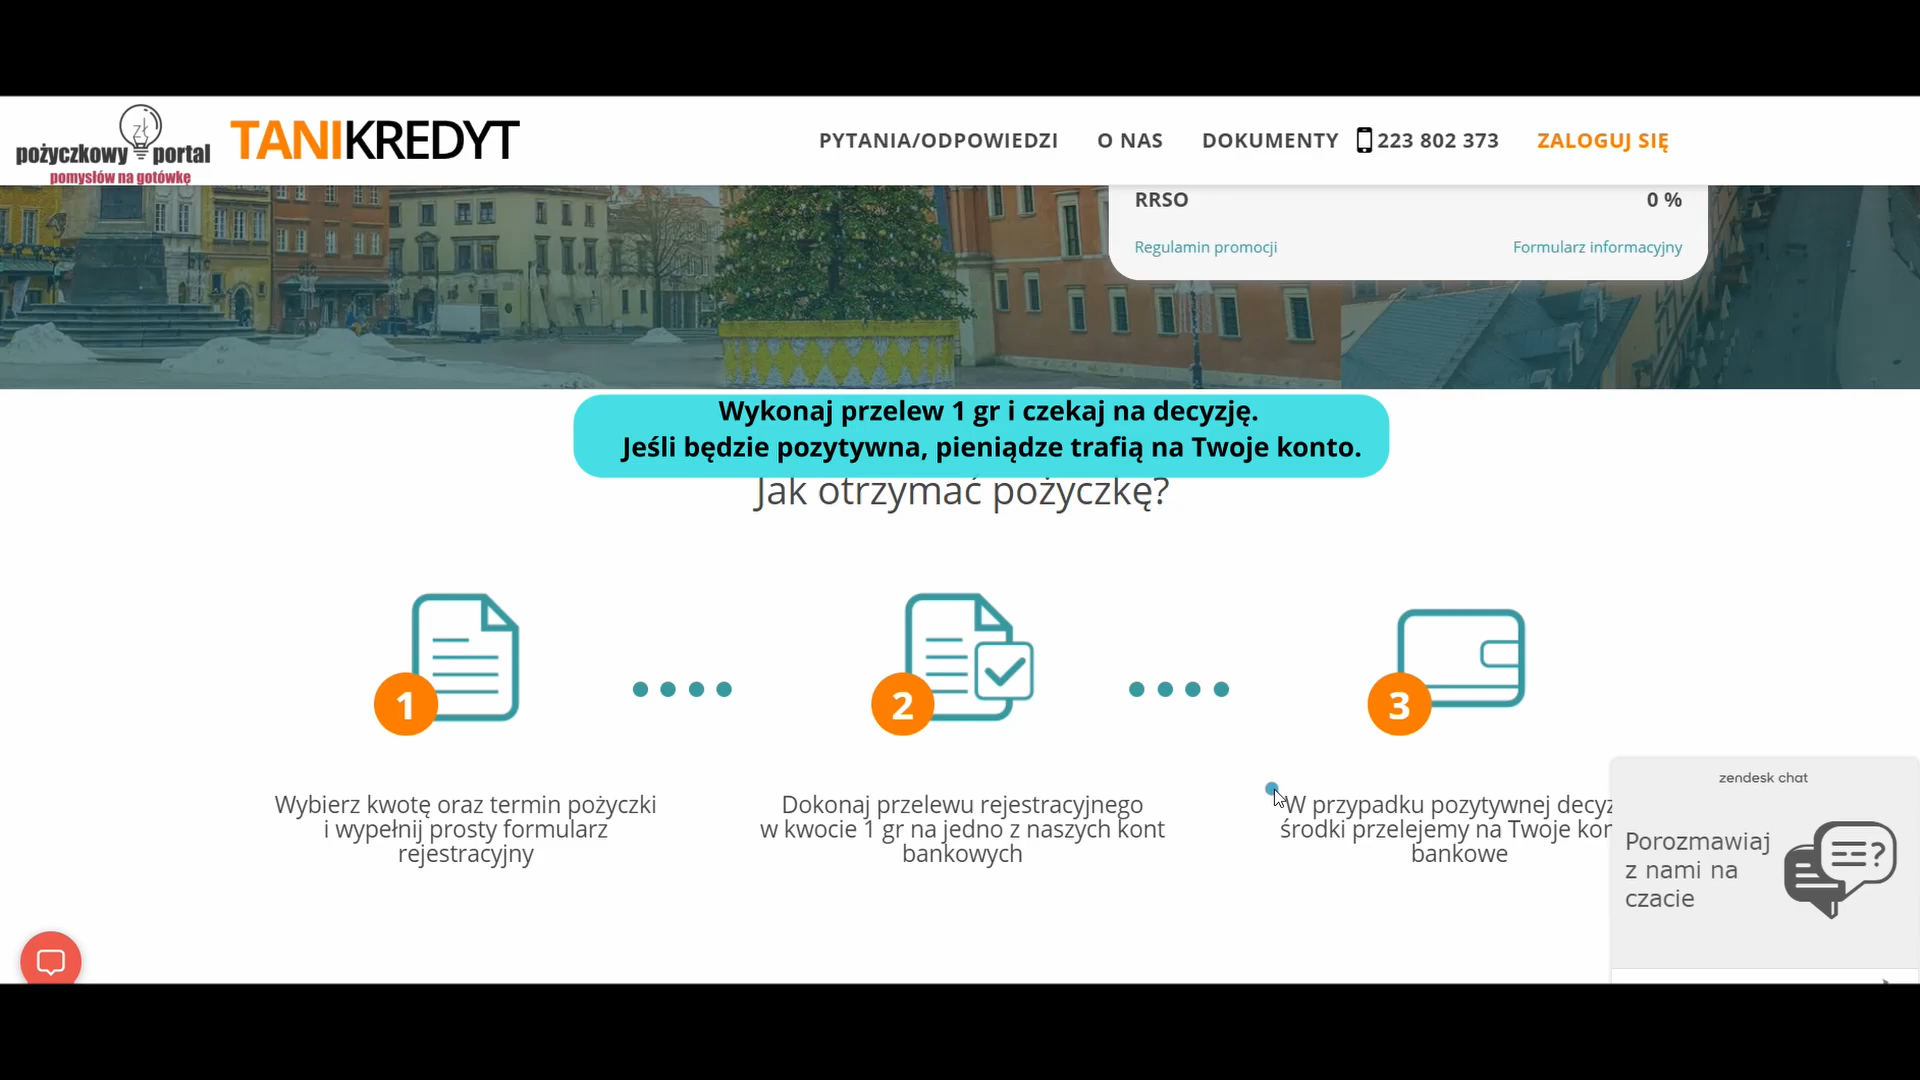 zł
pożyczkowy portal
pomysłów na gotówkę
TANIKREDYT
PYTANIA/ODPOWIEDZI
O NAS
DOKUMENTY
223 802 373
ZALOGUJ SIĘ
RRSO 0 %
Regulamin promocji Formularz informacyjny
Wykonaj przelew 1 gr i czekaj na decyzję.
Jeśli będzie pozytywna, pieniądze trafią na Twoje konto.
Jak otrzymać pożyczkę?
1
Wybierz kwotę oraz termin pożyczki
i wypełnij prosty formularz
rejestracyjny
2
Dokonaj przelewu rejestracyjnego
w kwocie 1 gr na jedno z naszych kont
bankowych
3
W przypadku pozytywnej decyz
środki przelejemy na Twoje kon
bankowe
zendesk chat
Porozmawiaj
z nami na
czacie
?